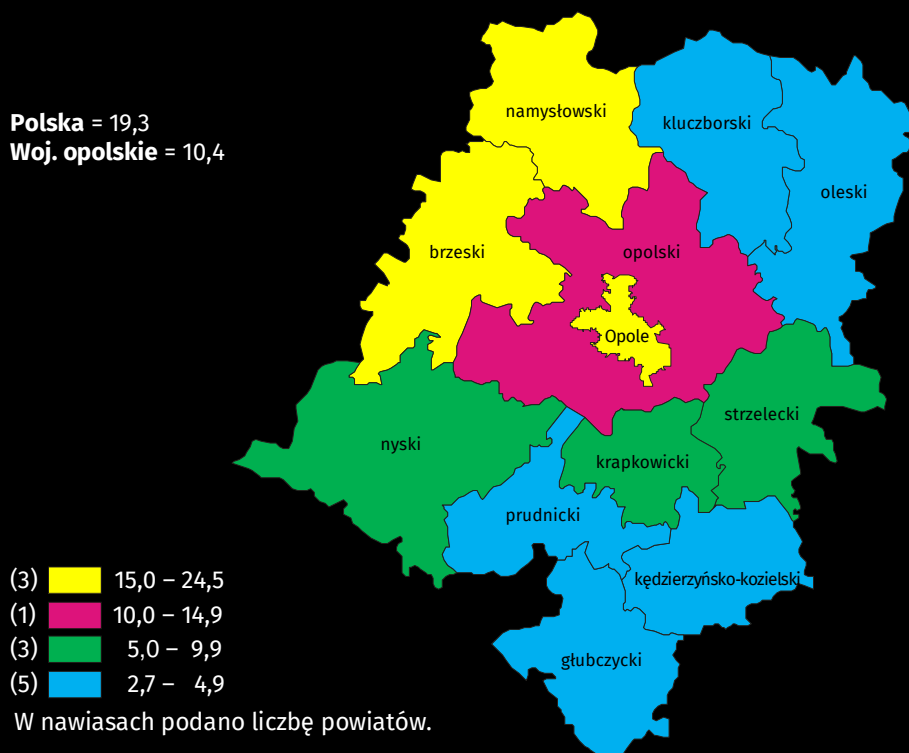 Polska = 19,3
Woj. opolskie = 10,4
namysłowski
kluczborski
oleski
brzeski
opolski
Opole
strzelecki
nyski
krapkowicki
prudnicki
kędzierzyńsko-kozielski
głubczycki
(3) 15,0 – 24,5
(1) 10,0 – 14,9
(3) 5,0 – 9,9
(5) 2,7 – 4,9
W nawiasach podano liczbę powiatów.